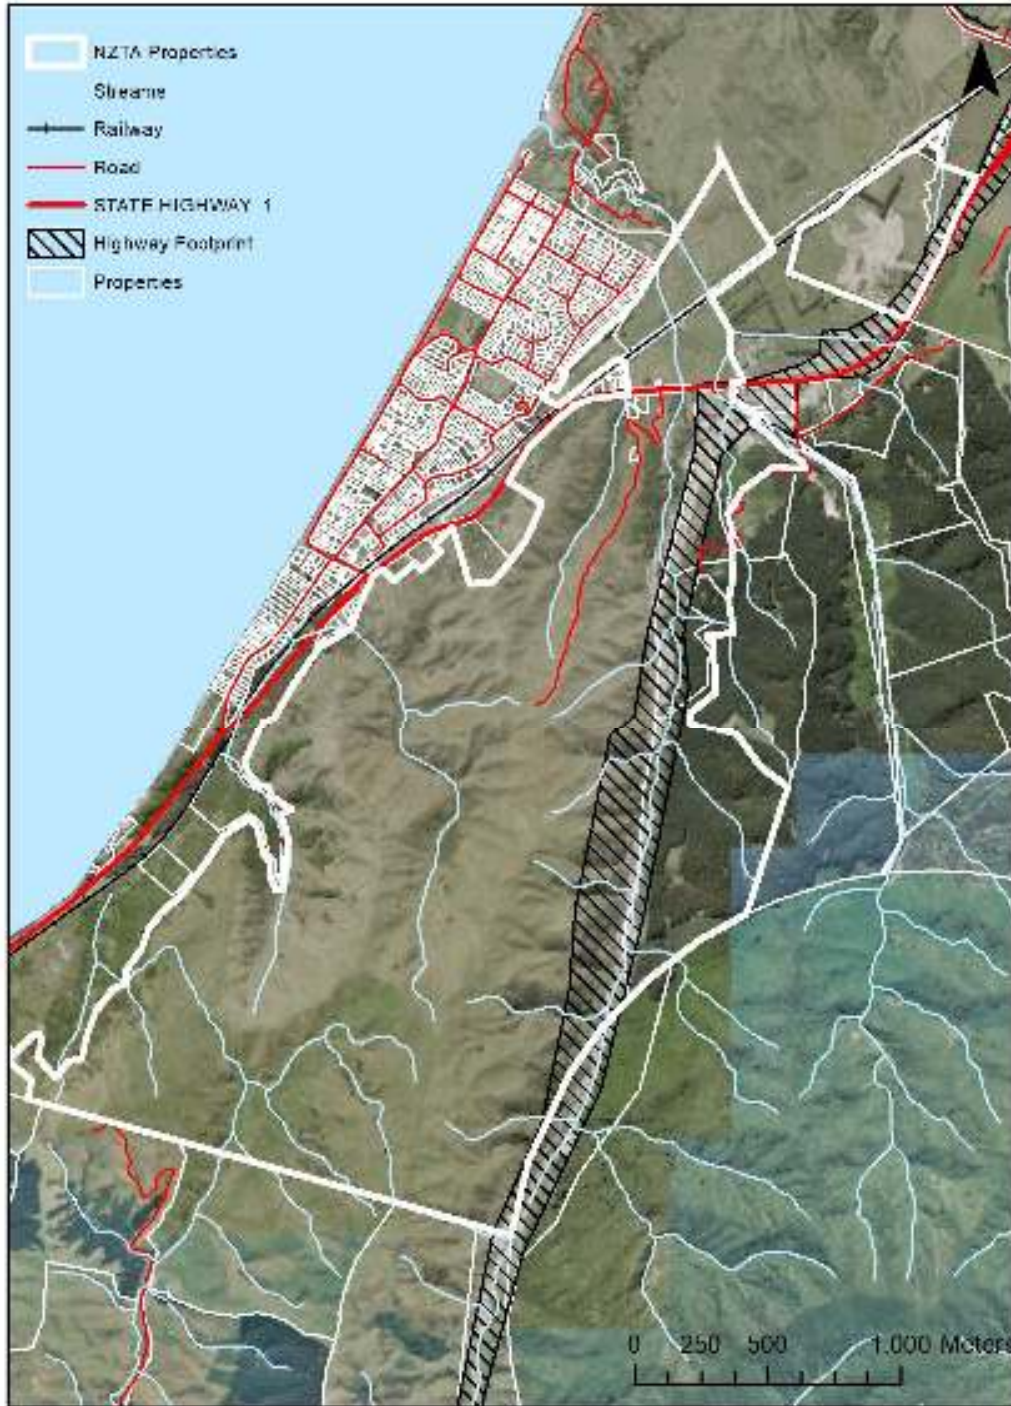 NZTA Properties
Streams
Railway
Road
STATE HIGHWAY 1
Highway Footprint
Properties
0 250 500 1,000 Meters